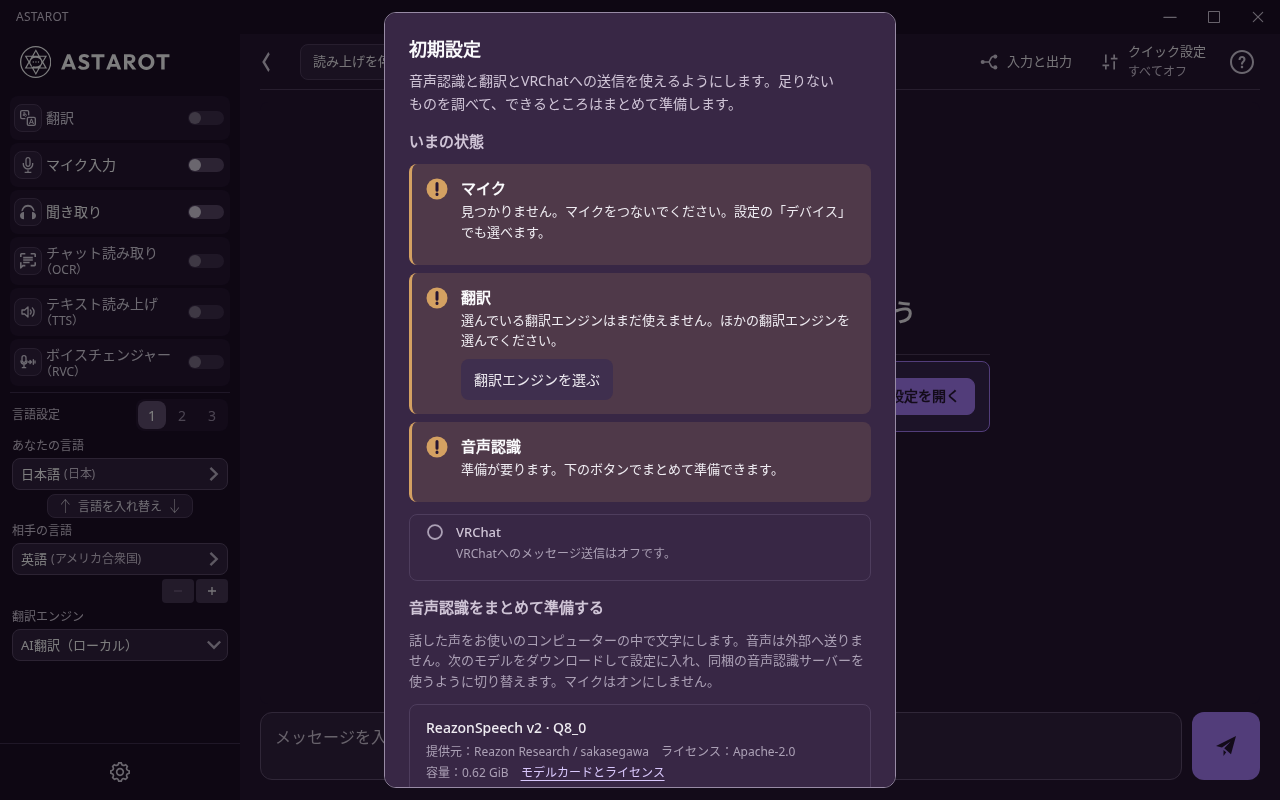 ASTAROT
ASTAROT
翻訳
マイク入力
聞き取り
チャット読み取り
(OCR)
テキスト読み上げ
(TTS)
ボイスチェンジャー
(RVC)
言語設定
1 2 3
あなたの言語
日本語 (日本)
↑ 言語を入れ替え ↓
相手の言語
英語 (アメリカ合衆国)
− +
翻訳エンジン
AI翻訳（ローカル）
読み上げを
入力と出力
クイック設定
すべてオフ
?
う
設定を開く
メッセージを入
初期設定
音声認識と翻訳とVRChatへの送信を使えるようにします。足りない
ものを調べて、できるところはまとめて準備します。
いまの状態
マイク
見つかりません。マイクをつないでください。設定の「デバイス」
でも選べます。
翻訳
選んでいる翻訳エンジンはまだ使えません。ほかの翻訳エンジンを
選んでください。
翻訳エンジンを選ぶ
音声認識
準備が要ります。下のボタンでまとめて準備できます。
VRChat
VRChatへのメッセージ送信はオフです。
音声認識をまとめて準備する
話した声をお使いのコンピューターの中で文字にします。音声は外部へ送りま
せん。次のモデルをダウンロードして設定に入れ、同梱の音声認識サーバーを
使うように切り替えます。マイクはオンにしません。
ReazonSpeech v2 · Q8_0
提供元：Reazon Research / sakasegawa ライセンス：Apache-2.0
容量：0.62 GiB モデルカードとライセンス